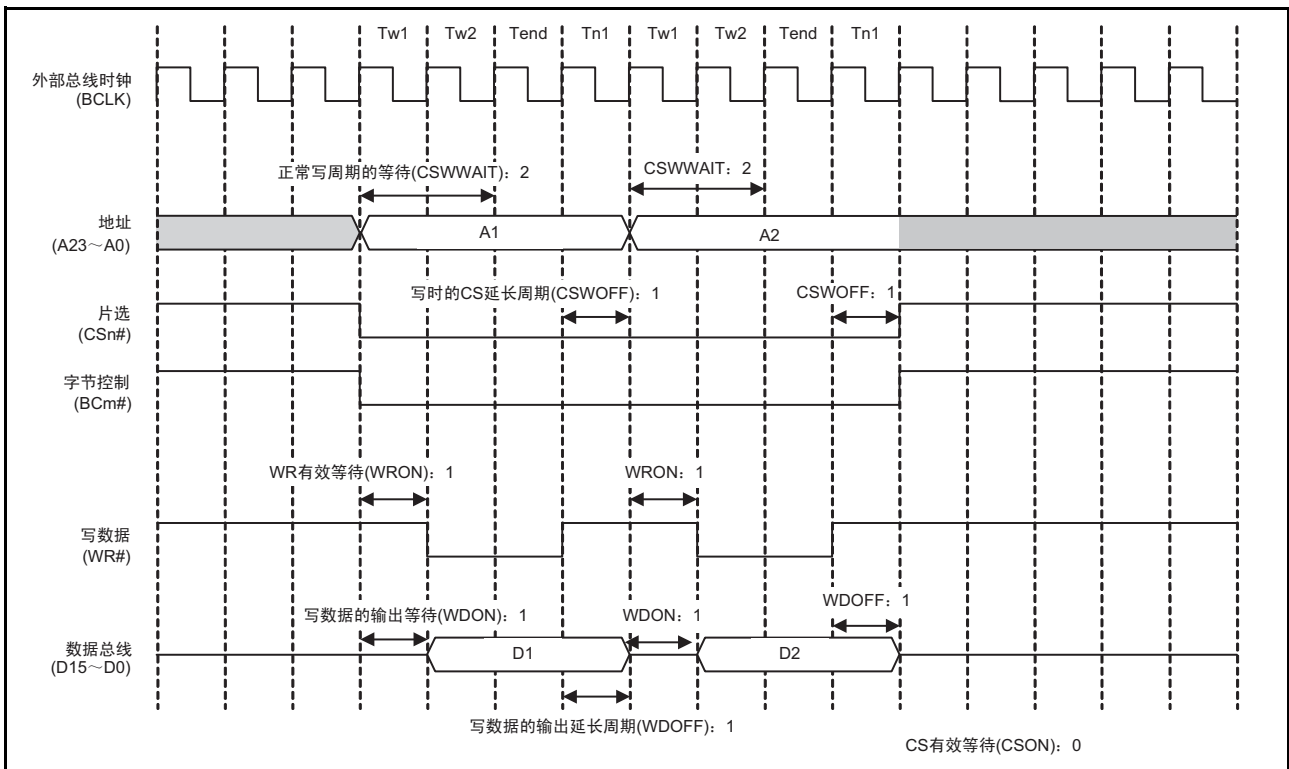 Tw1 Tw2 Tend Tn1 Tw1 Tw2 Tend Tn1
外部总线时钟
(BCLK)
正常写周期的等待(CSWWAIT)：2
CSWWAIT：2
地址
(A23～A0)
A1
A2
写时的CS延长周期(CSWOFF)：1
CSWOFF：1
片选
(CSn#)
字节控制
(BCm#)
WR有效等待(WRON)：1
WRON：1
写数据
(WR#)
写数据的输出等待(WDON)：1
WDON：1
WDOFF：1
数据总线
(D15～D0)
D1
D2
写数据的输出延长周期(WDOFF)：1
CS有效等待(CSON)：0